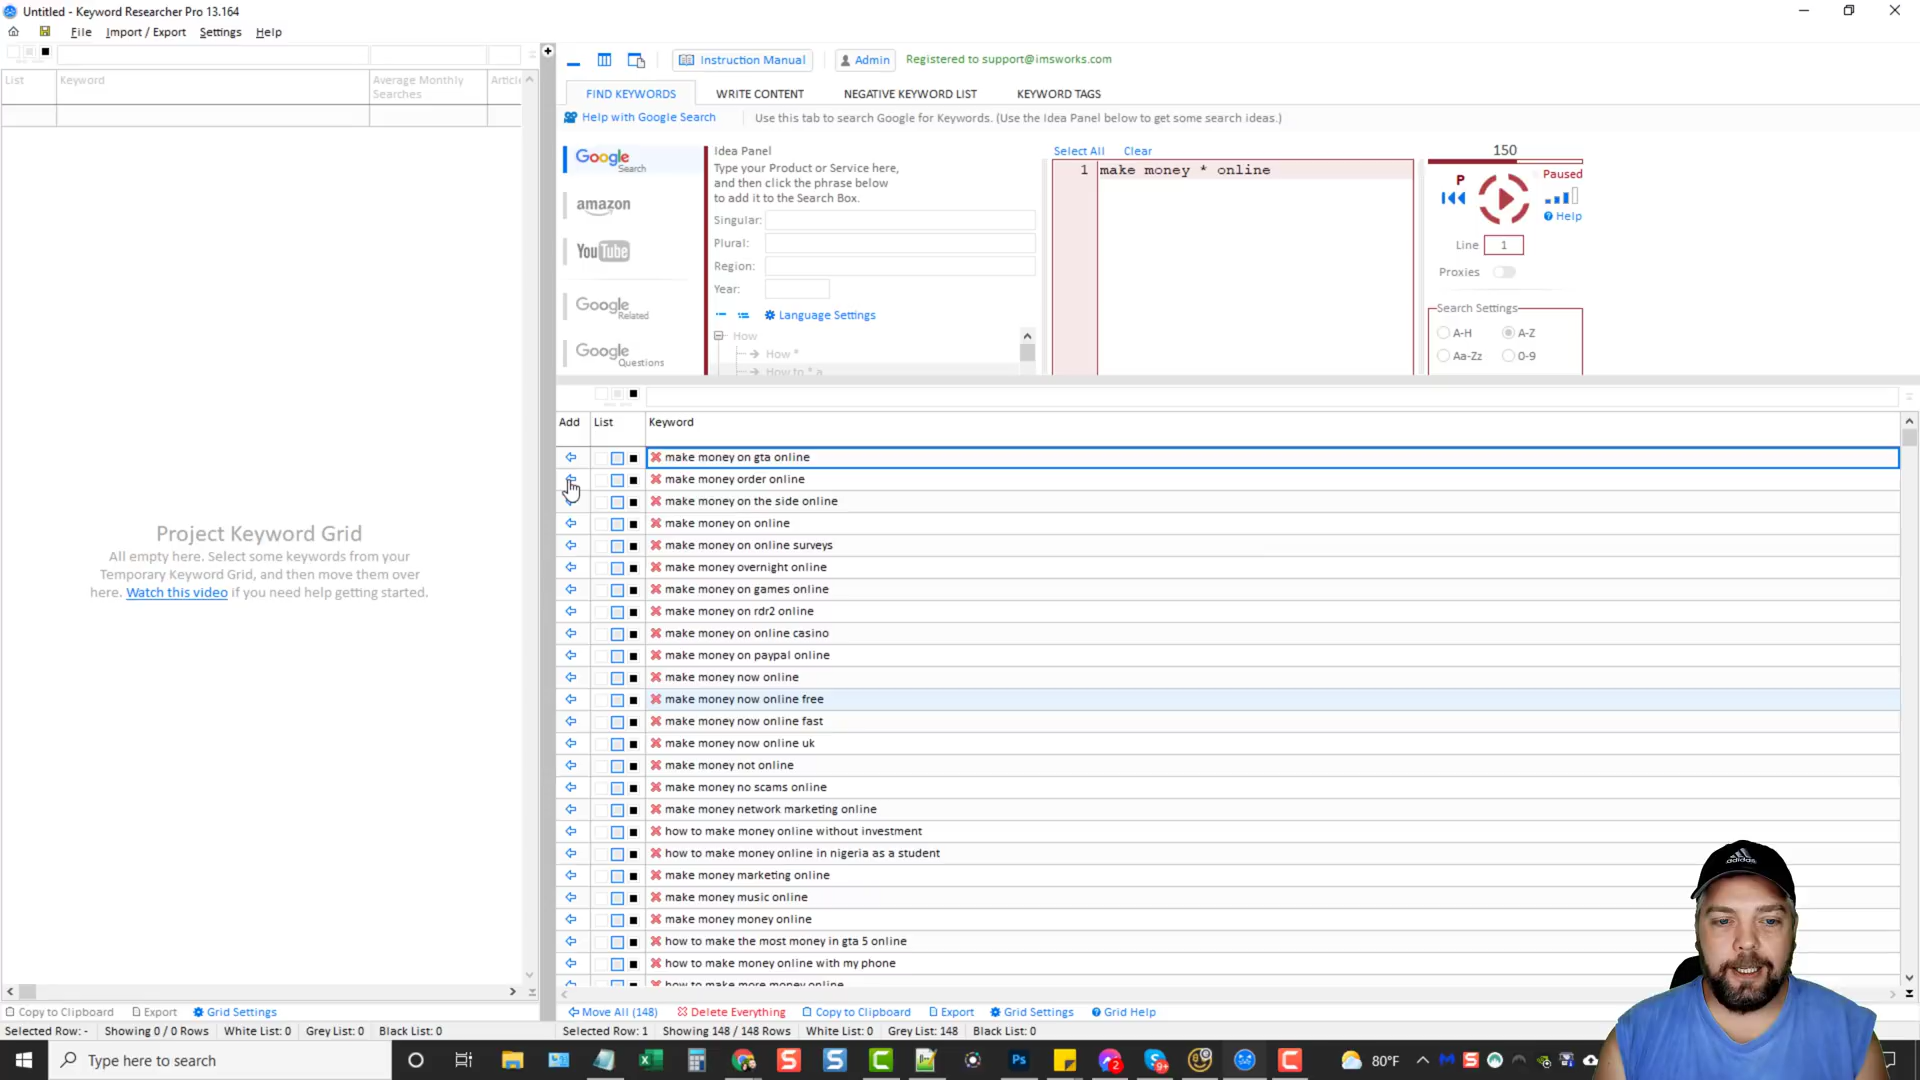 Untitled - Keyword Researcher Pro 13.164
File Import / Export Settings Help
List Keyword Average Monthly Searches Articl
Project Keyword Grid
All empty here. Select some keywords from your
Temporary Keyword Grid, and then move them over
here. Watch this video if you need help getting started.
Copy to Clipboard Export Grid Settings
Selected Row: - Showing 0 / 0 Rows White List: 0 Grey List: 0 Black List: 0
Instruction Manual Admin Registered to support@imsworks.com
FIND KEYWORDS WRITE CONTENT NEGATIVE KEYWORD LIST KEYWORD TAGS
Help with Google Search Use this tab to search Google for Keywords. (Use the Idea Panel below to get some search ideas.)
Google Search
amazon
YouTube
Google Related
Google Questions
Idea Panel
Type your Product or Service here,
and then click the phrase below
to add it to the Search Box.
Singular:
Plural:
Region:
Year:
Language Settings
How
How *
How to * a
Select All Clear
1 make money * online
150
P Paused
Help
Line 1
Proxies
Search Settings
A-H A-Z
Aa-Zz 0-9
Add List Keyword
make money on gta online
make money order online
make money on the side online
make money on online
make money on online surveys
make money overnight online
make money on games online
make money on rdr2 online
make money on online casino
make money on paypal online
make money now online
make money now online free
make money now online fast
make money now online uk
make money not online
make money no scams online
make money network marketing online
how to make money online without investment
how to make money online in nigeria as a student
make money marketing online
make money music online
make money money online
how to make the most money in gta 5 online
how to make money online with my phone
how to make more money online
Move All (148) Delete Everything Copy to Clipboard Export Grid Settings Grid Help
Selected Row: 1 Showing 148 / 148 Rows White List: 0 Grey List: 148 Black List: 0
Type here to search
Ps
2
9+
80°F
adidas